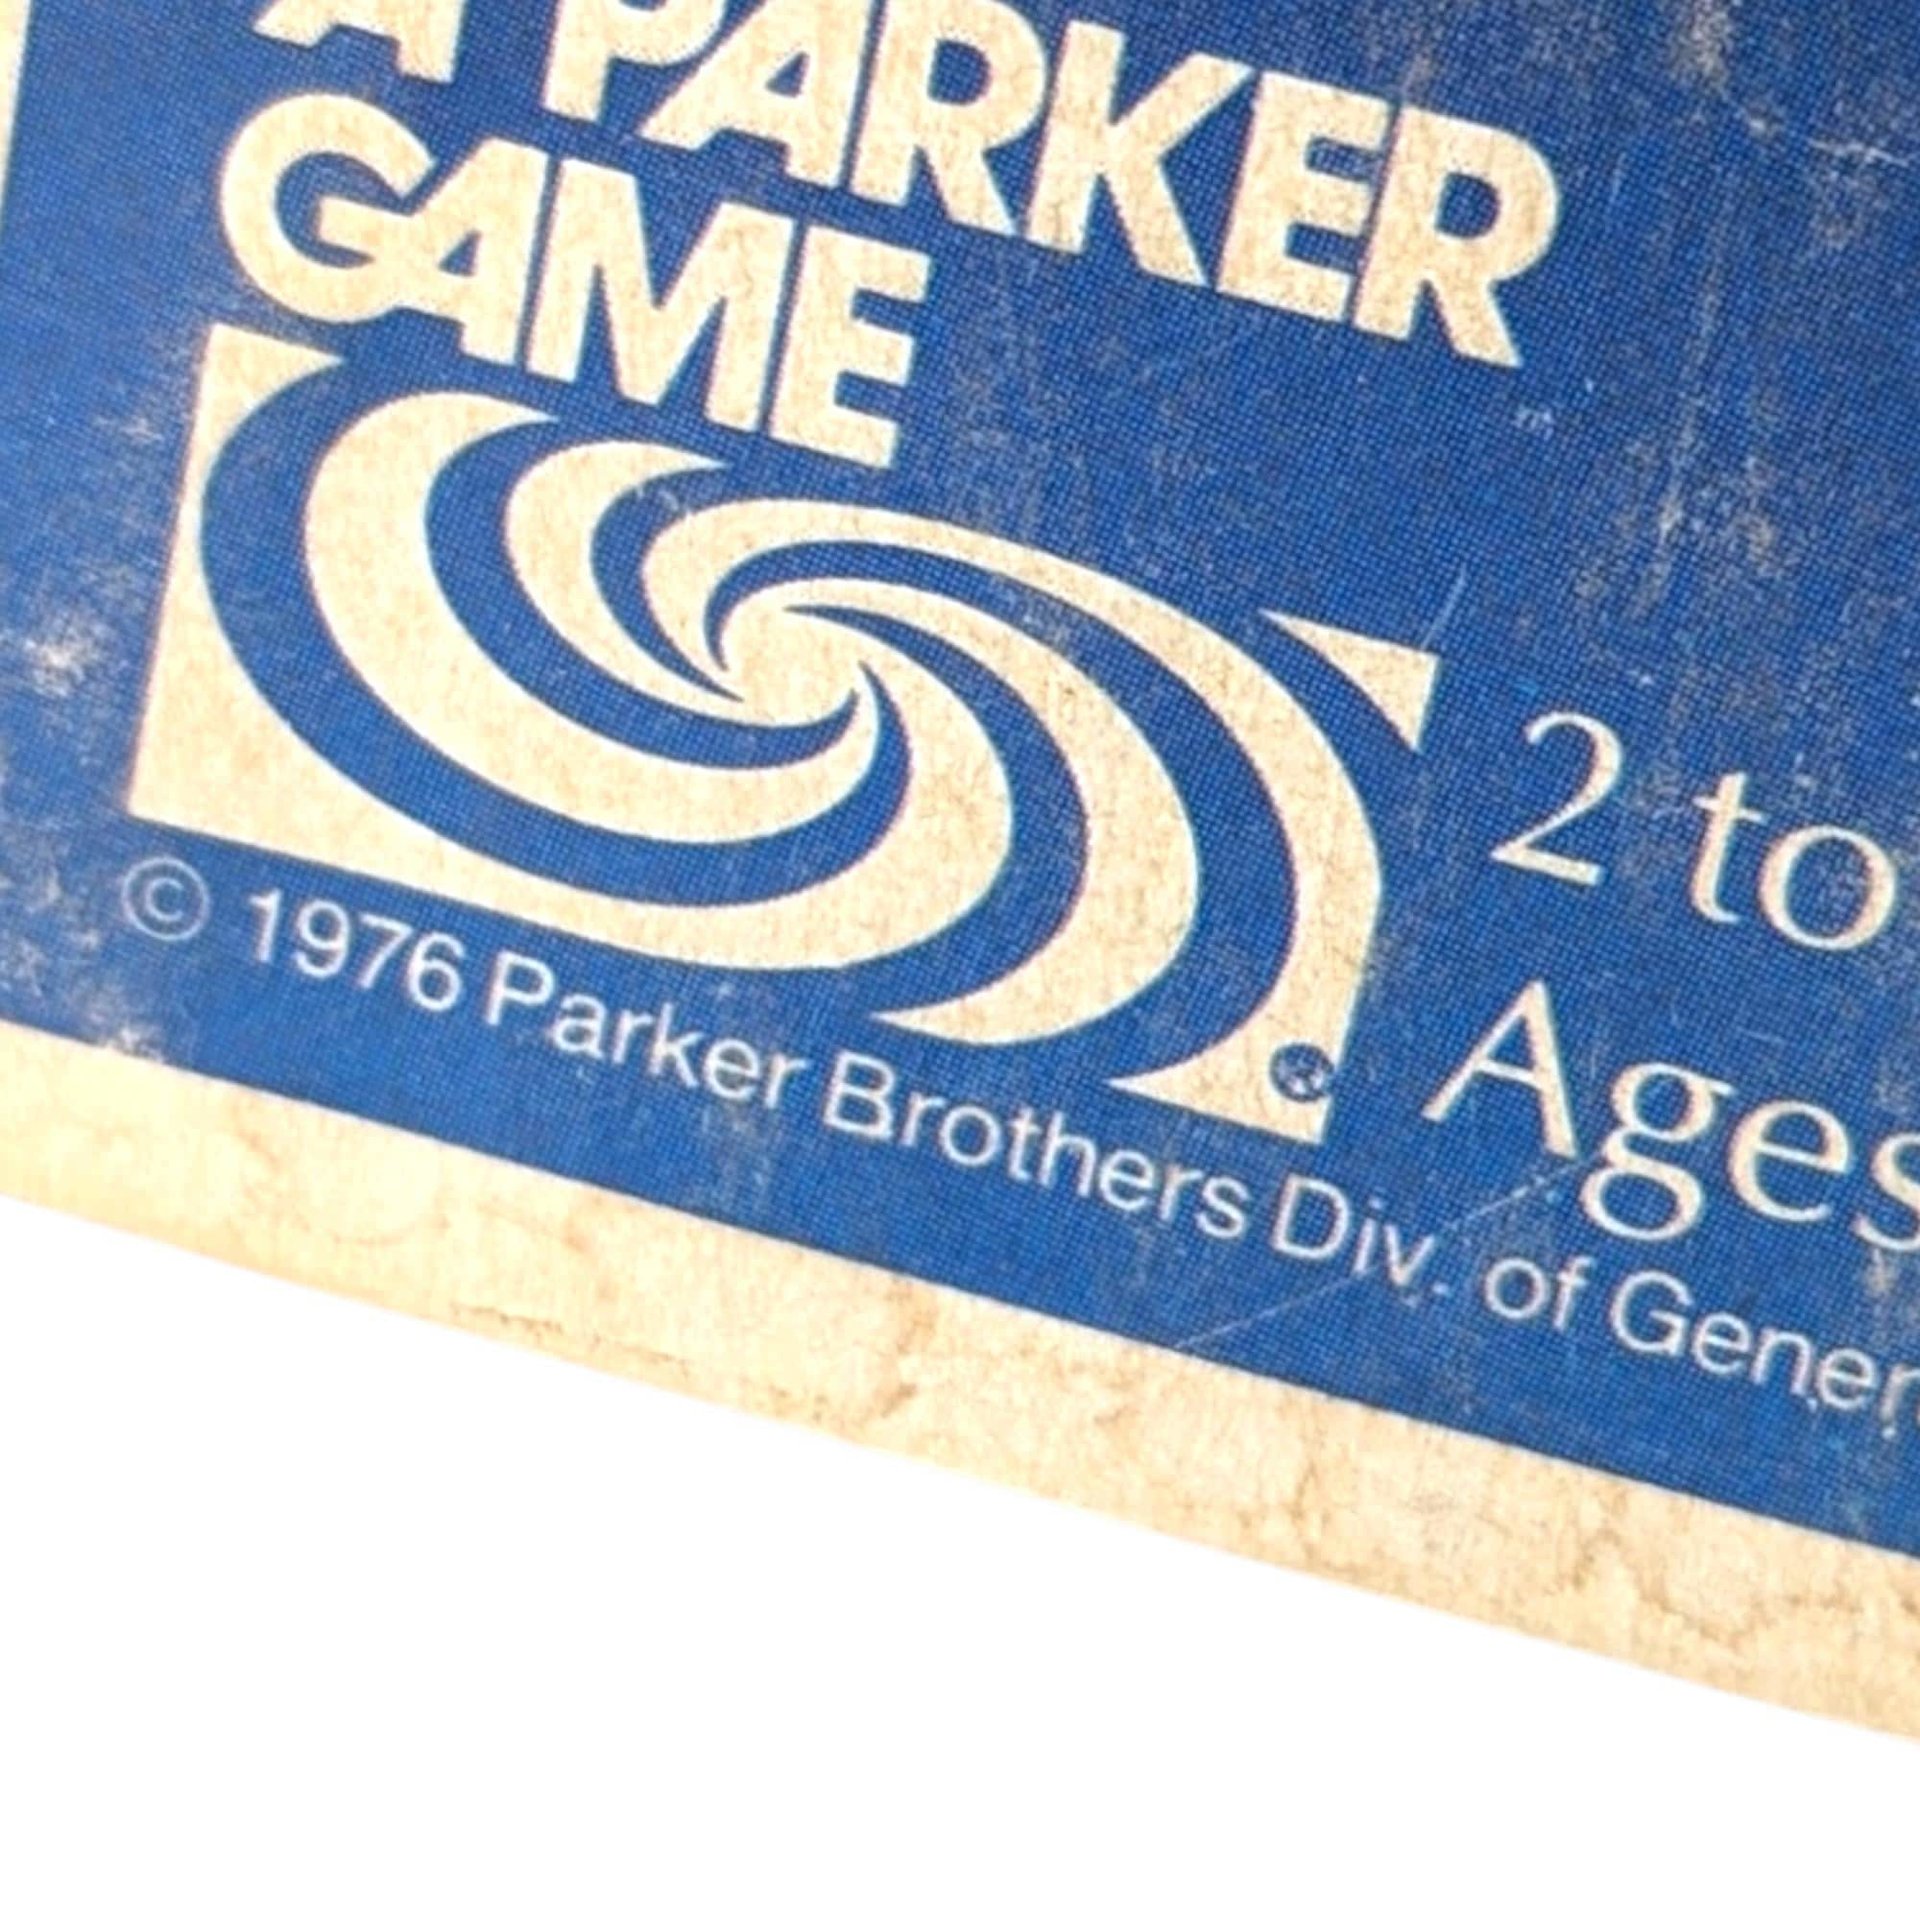 A PARKER
GAME
®
2 to
Ages
© 1976 Parker Brothers Div. of Gener